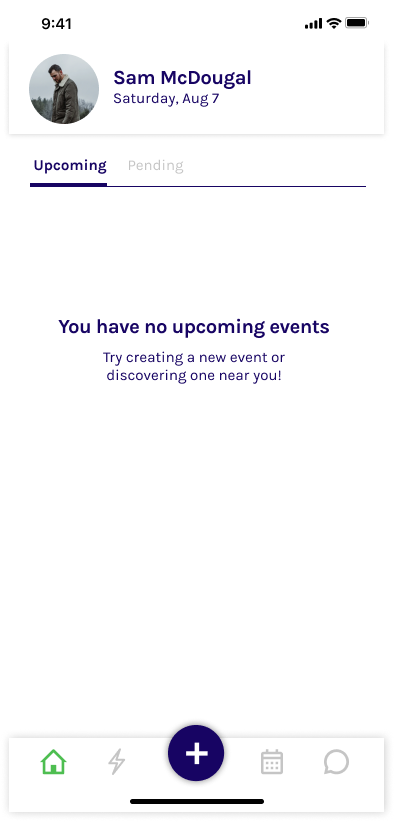 9:41
Sam McDougal
Saturday, Aug 7
Upcoming Pending
You have no upcoming events
Try creating a new event or
discovering one near you!